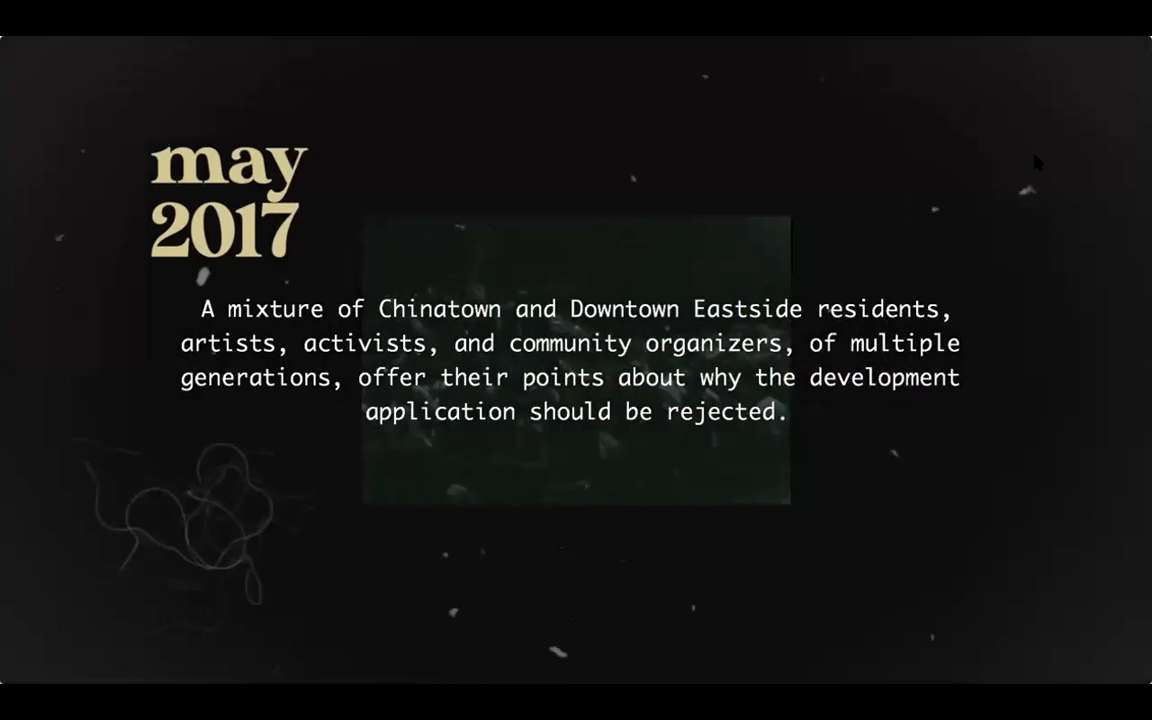 may
2017
A mixture of Chinatown and Downtown Eastside residents,
artists, activists, and community organizers, of multiple
generations, offer their points about why the development
application should be rejected.